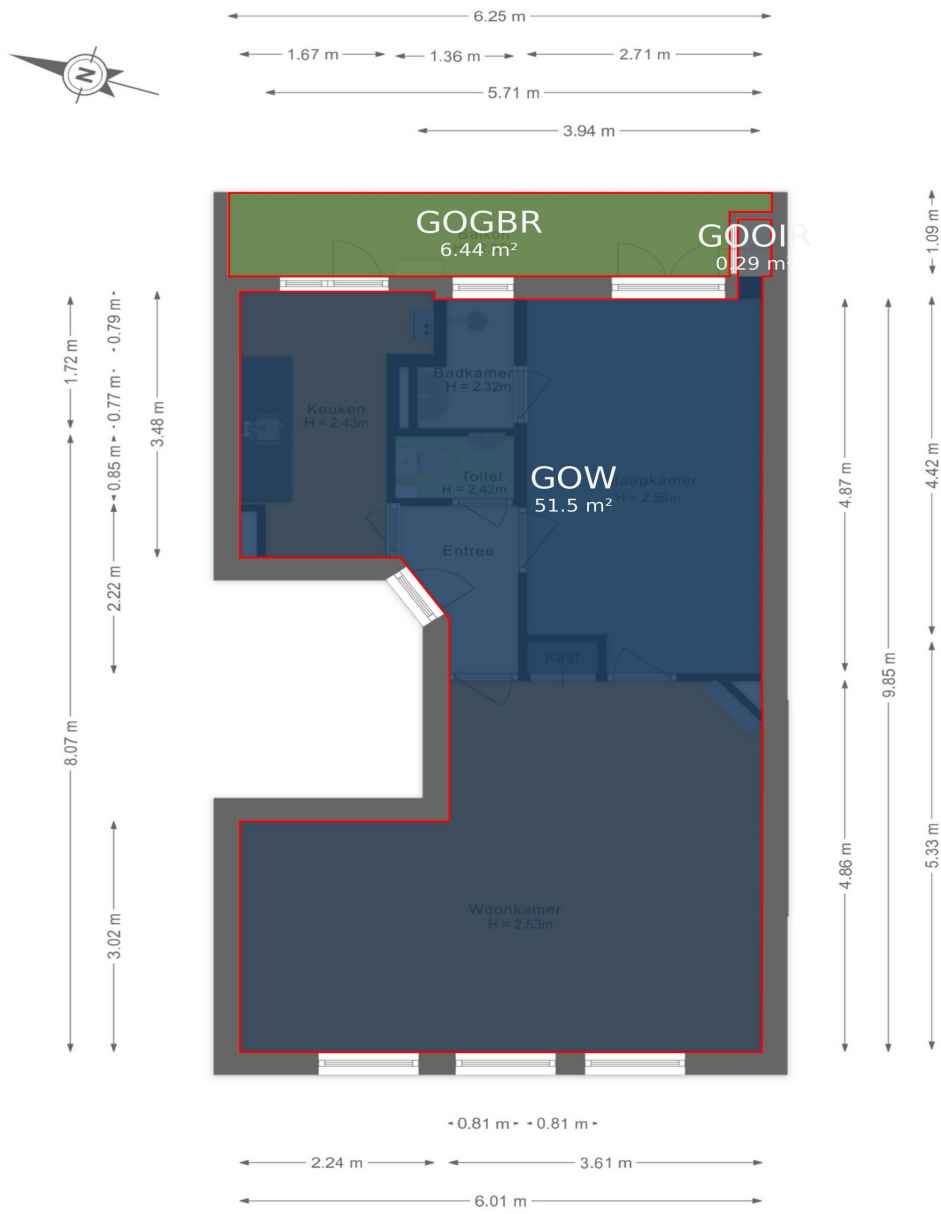 6.25 m
1.67 m
1.36 m
2.71 m
N
5.71 m
3.94 m
GOGBR
6.44 m²
Balkon
GOOIR
0.29 m²
1.09 m
0.79 m
1.72 m
0.77 m
3.48 m
0.85 m
2.22 m
8.07 m
3.02 m
Badkamer
H = 2.32m
Keuken
H = 2.43m
Toilet
H = 2.42m
GOW
51.5 m²
H = 2.56m
Entree
Kast
Woonkamer
H = 2.53m
4.87 m
4.42 m
9.85 m
4.86 m
5.33 m
0.81 m
0.81 m
2.24 m
3.61 m
6.01 m